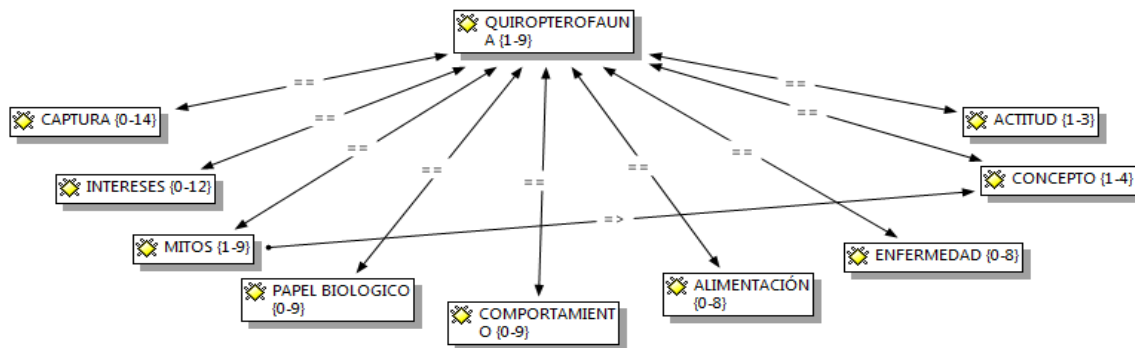 QUIROPTEROFAUN
A {1-9}
==
==
==
==
==
==
==
==
==
CAPTURA {0-14}
ACTITUD {1-3}
INTERESES {0-12}
CONCEPTO {1-4}
=>
MITOS {1-9}
ENFERMEDAD {0-8}
PAPEL BIOLOGICO
{0-9}
ALIMENTACIÓN
{0-8}
COMPORTAMIENT
O {0-9}